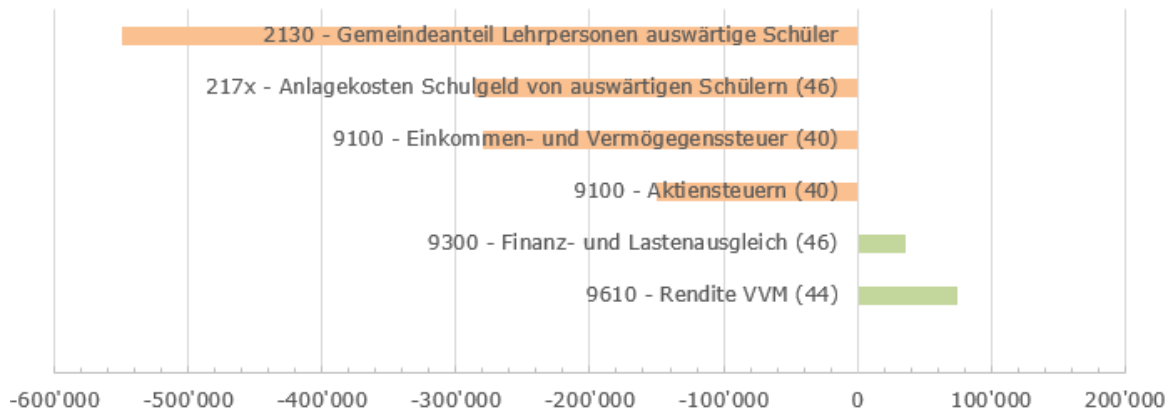 2130 - Gemeindeanteil Lehrpersonen auswärtige Schüler
217x - Anlagekosten Schulgeld von auswärtigen Schülern (46)
9100 - Einkommen- und Vermögegenssteuer (40)
9100 - Aktiensteuern (40)
9300 - Finanz- und Lastenausgleich (46)
9610 - Rendite VVM (44)
-600'000 -500'000 -400'000 -300'000 -200'000 -100'000 0 100'000 200'000